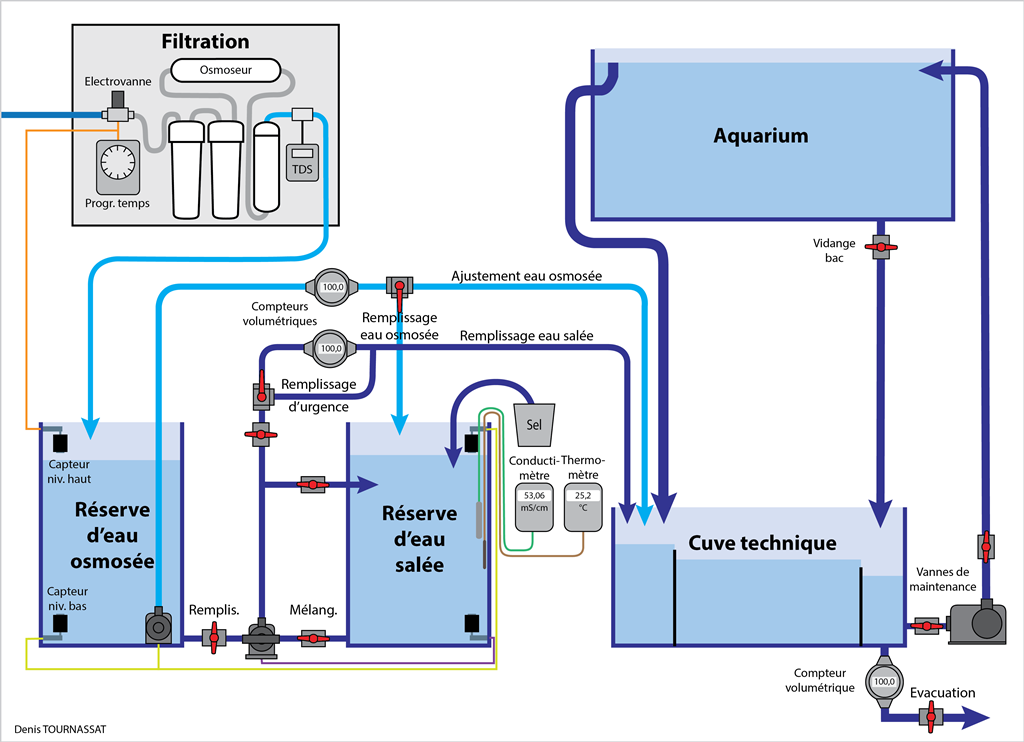 Filtration
Osmoseur
Electrovanne
TDS
Progr. temps
Aquarium
Vidange
bac
Ajustement eau osmosée
100,0
Compteurs
volumétriques
Remplissage
eau osmosée
Remplissage eau salée
100,0
Remplissage
d'urgence
Sel
Capteur
niv. haut
Conducti-
mètre
Thermo-
mètre
53,06
mS/cm
25,2
°C
Réserve
d'eau
osmosée
Réserve
d'eau
salée
Cuve technique
Capteur
niv. bas
Remplis.
Mélang.
Vannes de
maintenance
Compteur
volumétrique
100,0
Evacuation
Denis TOURNASSAT